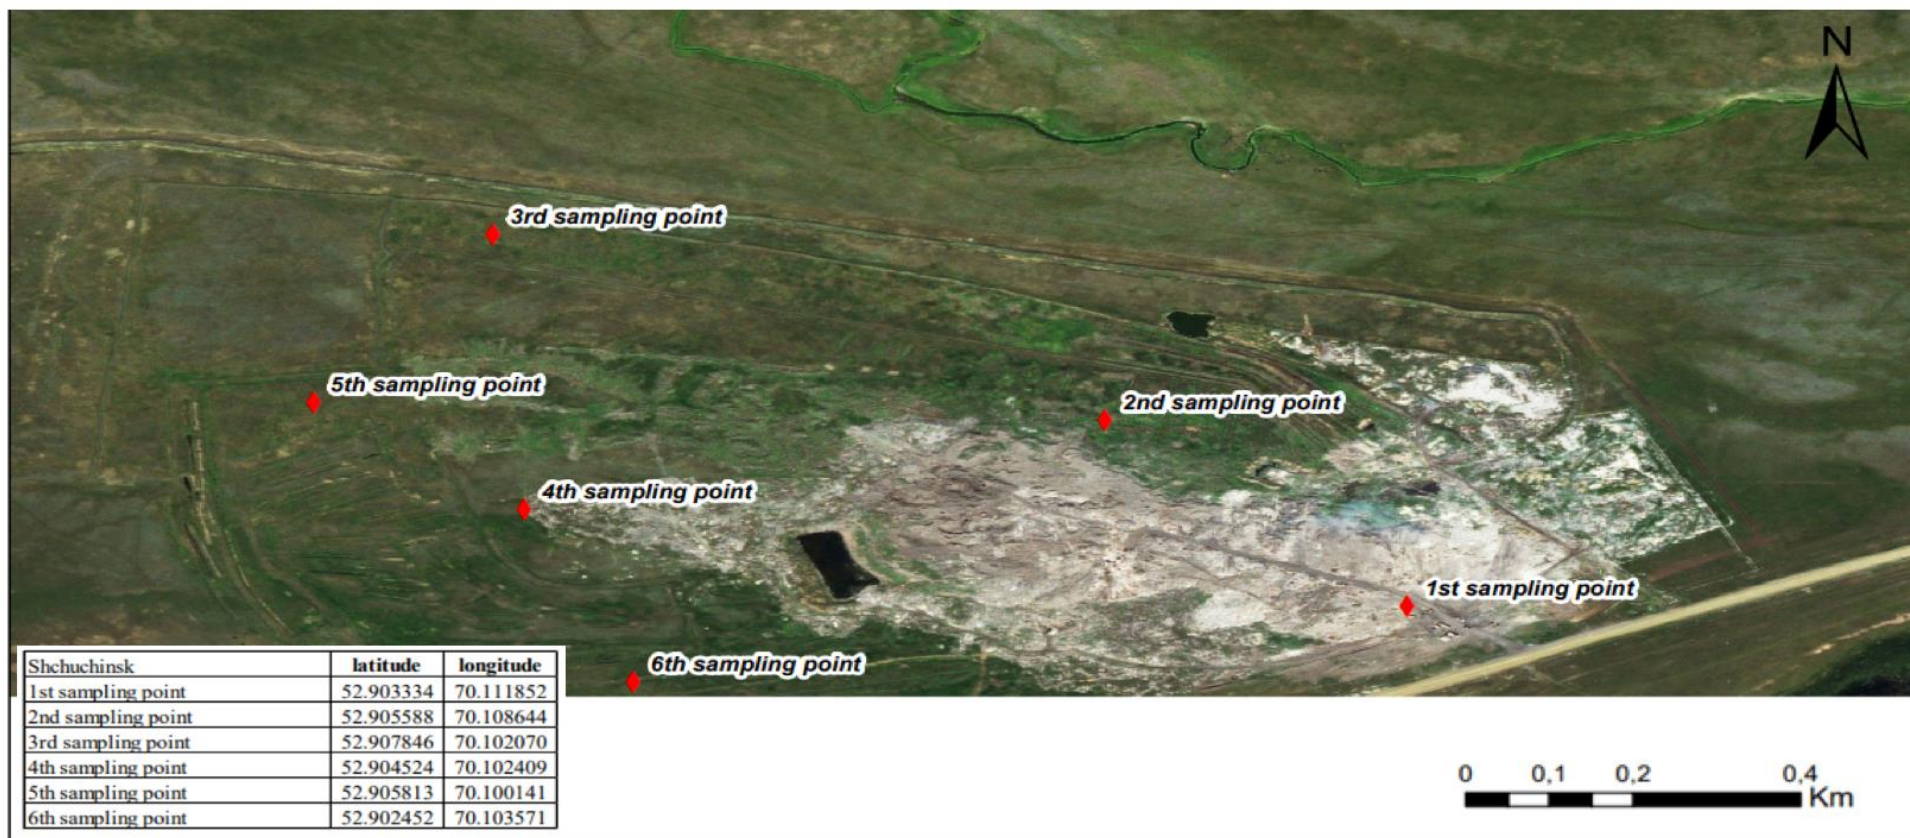 N
3rd sampling point
5th sampling point
2nd sampling point
4th sampling point
1st sampling point
6th sampling point
Shchuchinsk latitude longitude
1st sampling point 52.903334 70.111852
2nd sampling point 52.905588 70.108644
3rd sampling point 52.907846 70.102070
4th sampling point 52.904524 70.102409
5th sampling point 52.905813 70.100141
6th sampling point 52.902452 70.103571
0 0,1 0,2 0,4
Km